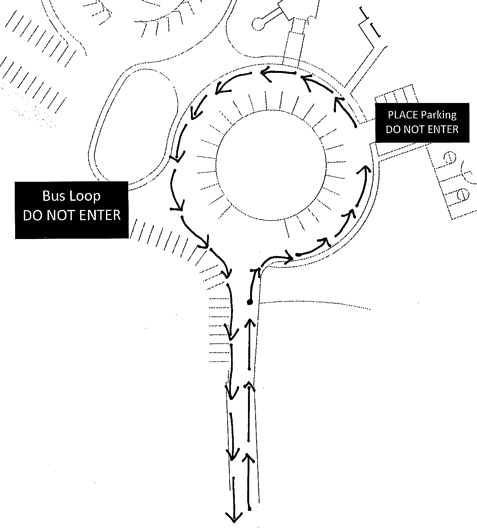 PLACE Parking
DO NOT ENTER
Bus Loop
DO NOT ENTER